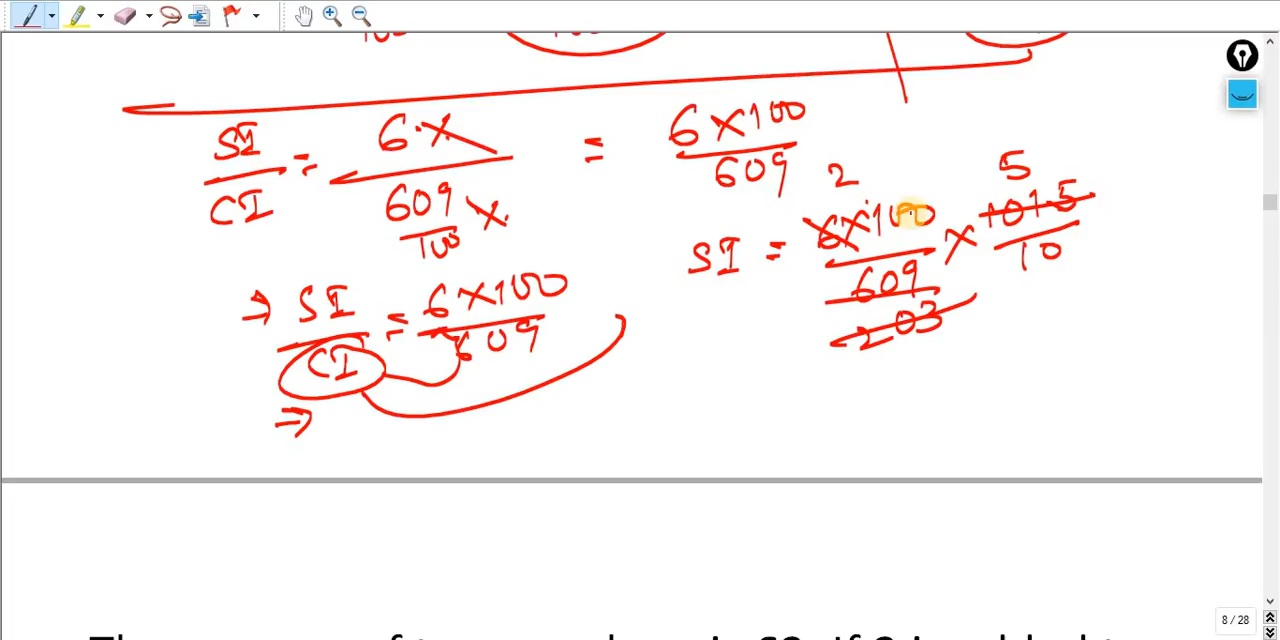 SI/CI = 6·x / (609/100 x) = 6×100/609
2 5
SI = 6×100/609 × 1015/10
203
⇒ SI/CI = 6×100/609
⇒
8 / 28